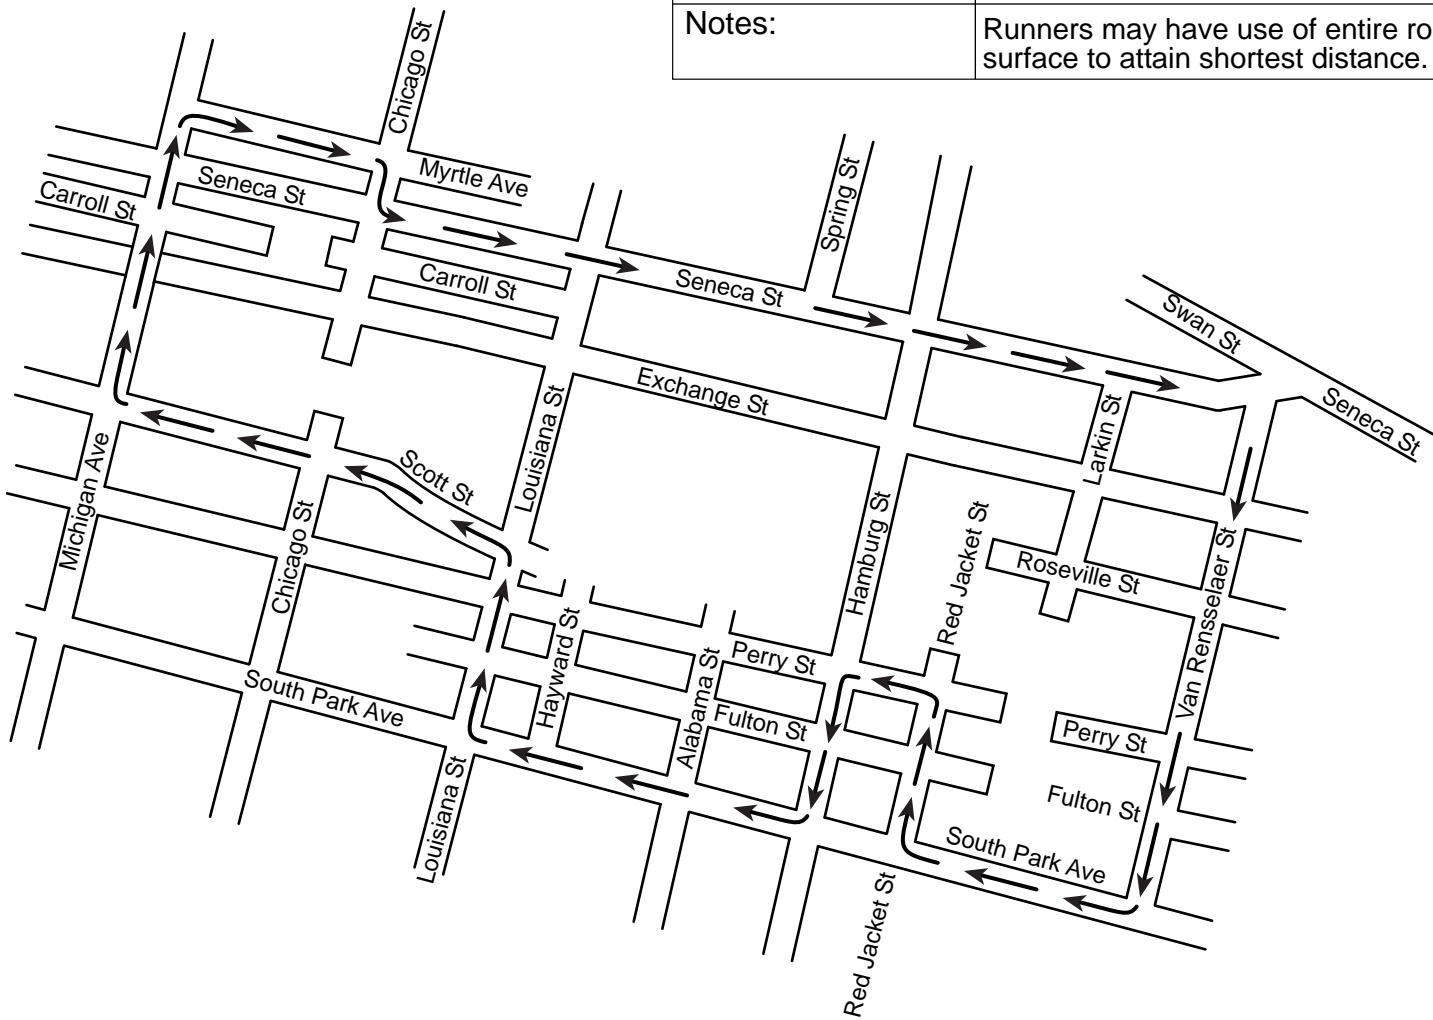 Notes:
Runners may have use of entire ro
surface to attain shortest distance.
Chicago St
Myrtle Ave
Seneca St
Carroll St
Spring St
Carroll St
Seneca St
Swan St
Seneca St
Exchange St
Louisiana St
Larkin St
Scott St
Michigan Ave
Chicago St
Hamburg St
Red Jacket St
Roseville St
Van Rensselaer St
Hayward St
Perry St
Alabama St
Fulton St
South Park Ave
Perry St
Fulton St
Louisiana St
South Park Ave
Red Jacket St